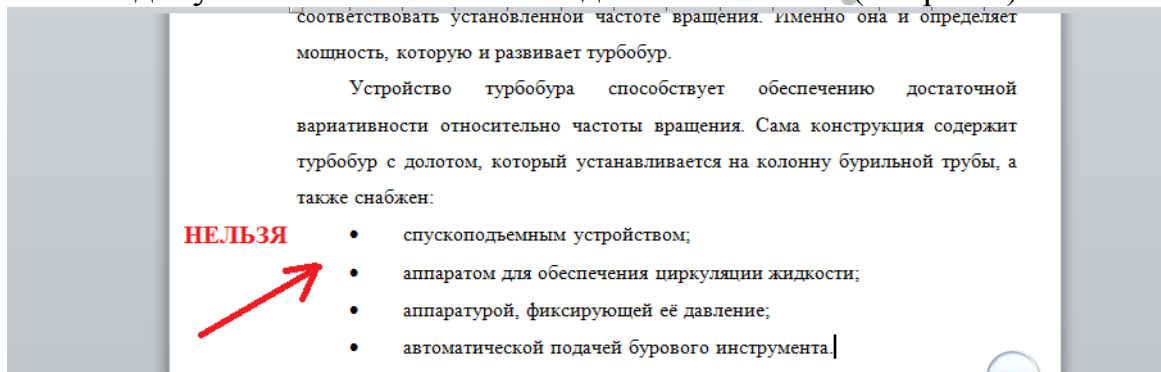 соответствовать установленной частоте вращения. Именно она и определяет
мощность, которую и развивает турбобур.
Устройство турбобура способствует обеспечению достаточной
вариативности относительно частоты вращения. Сама конструкция содержит
турбобур с долотом, который устанавливается на колонну бурильной трубы, а
также снабжен:
НЕЛЬЗЯ • спускоподъемным устройством;
• аппаратом для обеспечения циркуляции жидкости;
• аппаратурой, фиксирующей её давление;
• автоматической подачей бурового инструмента.